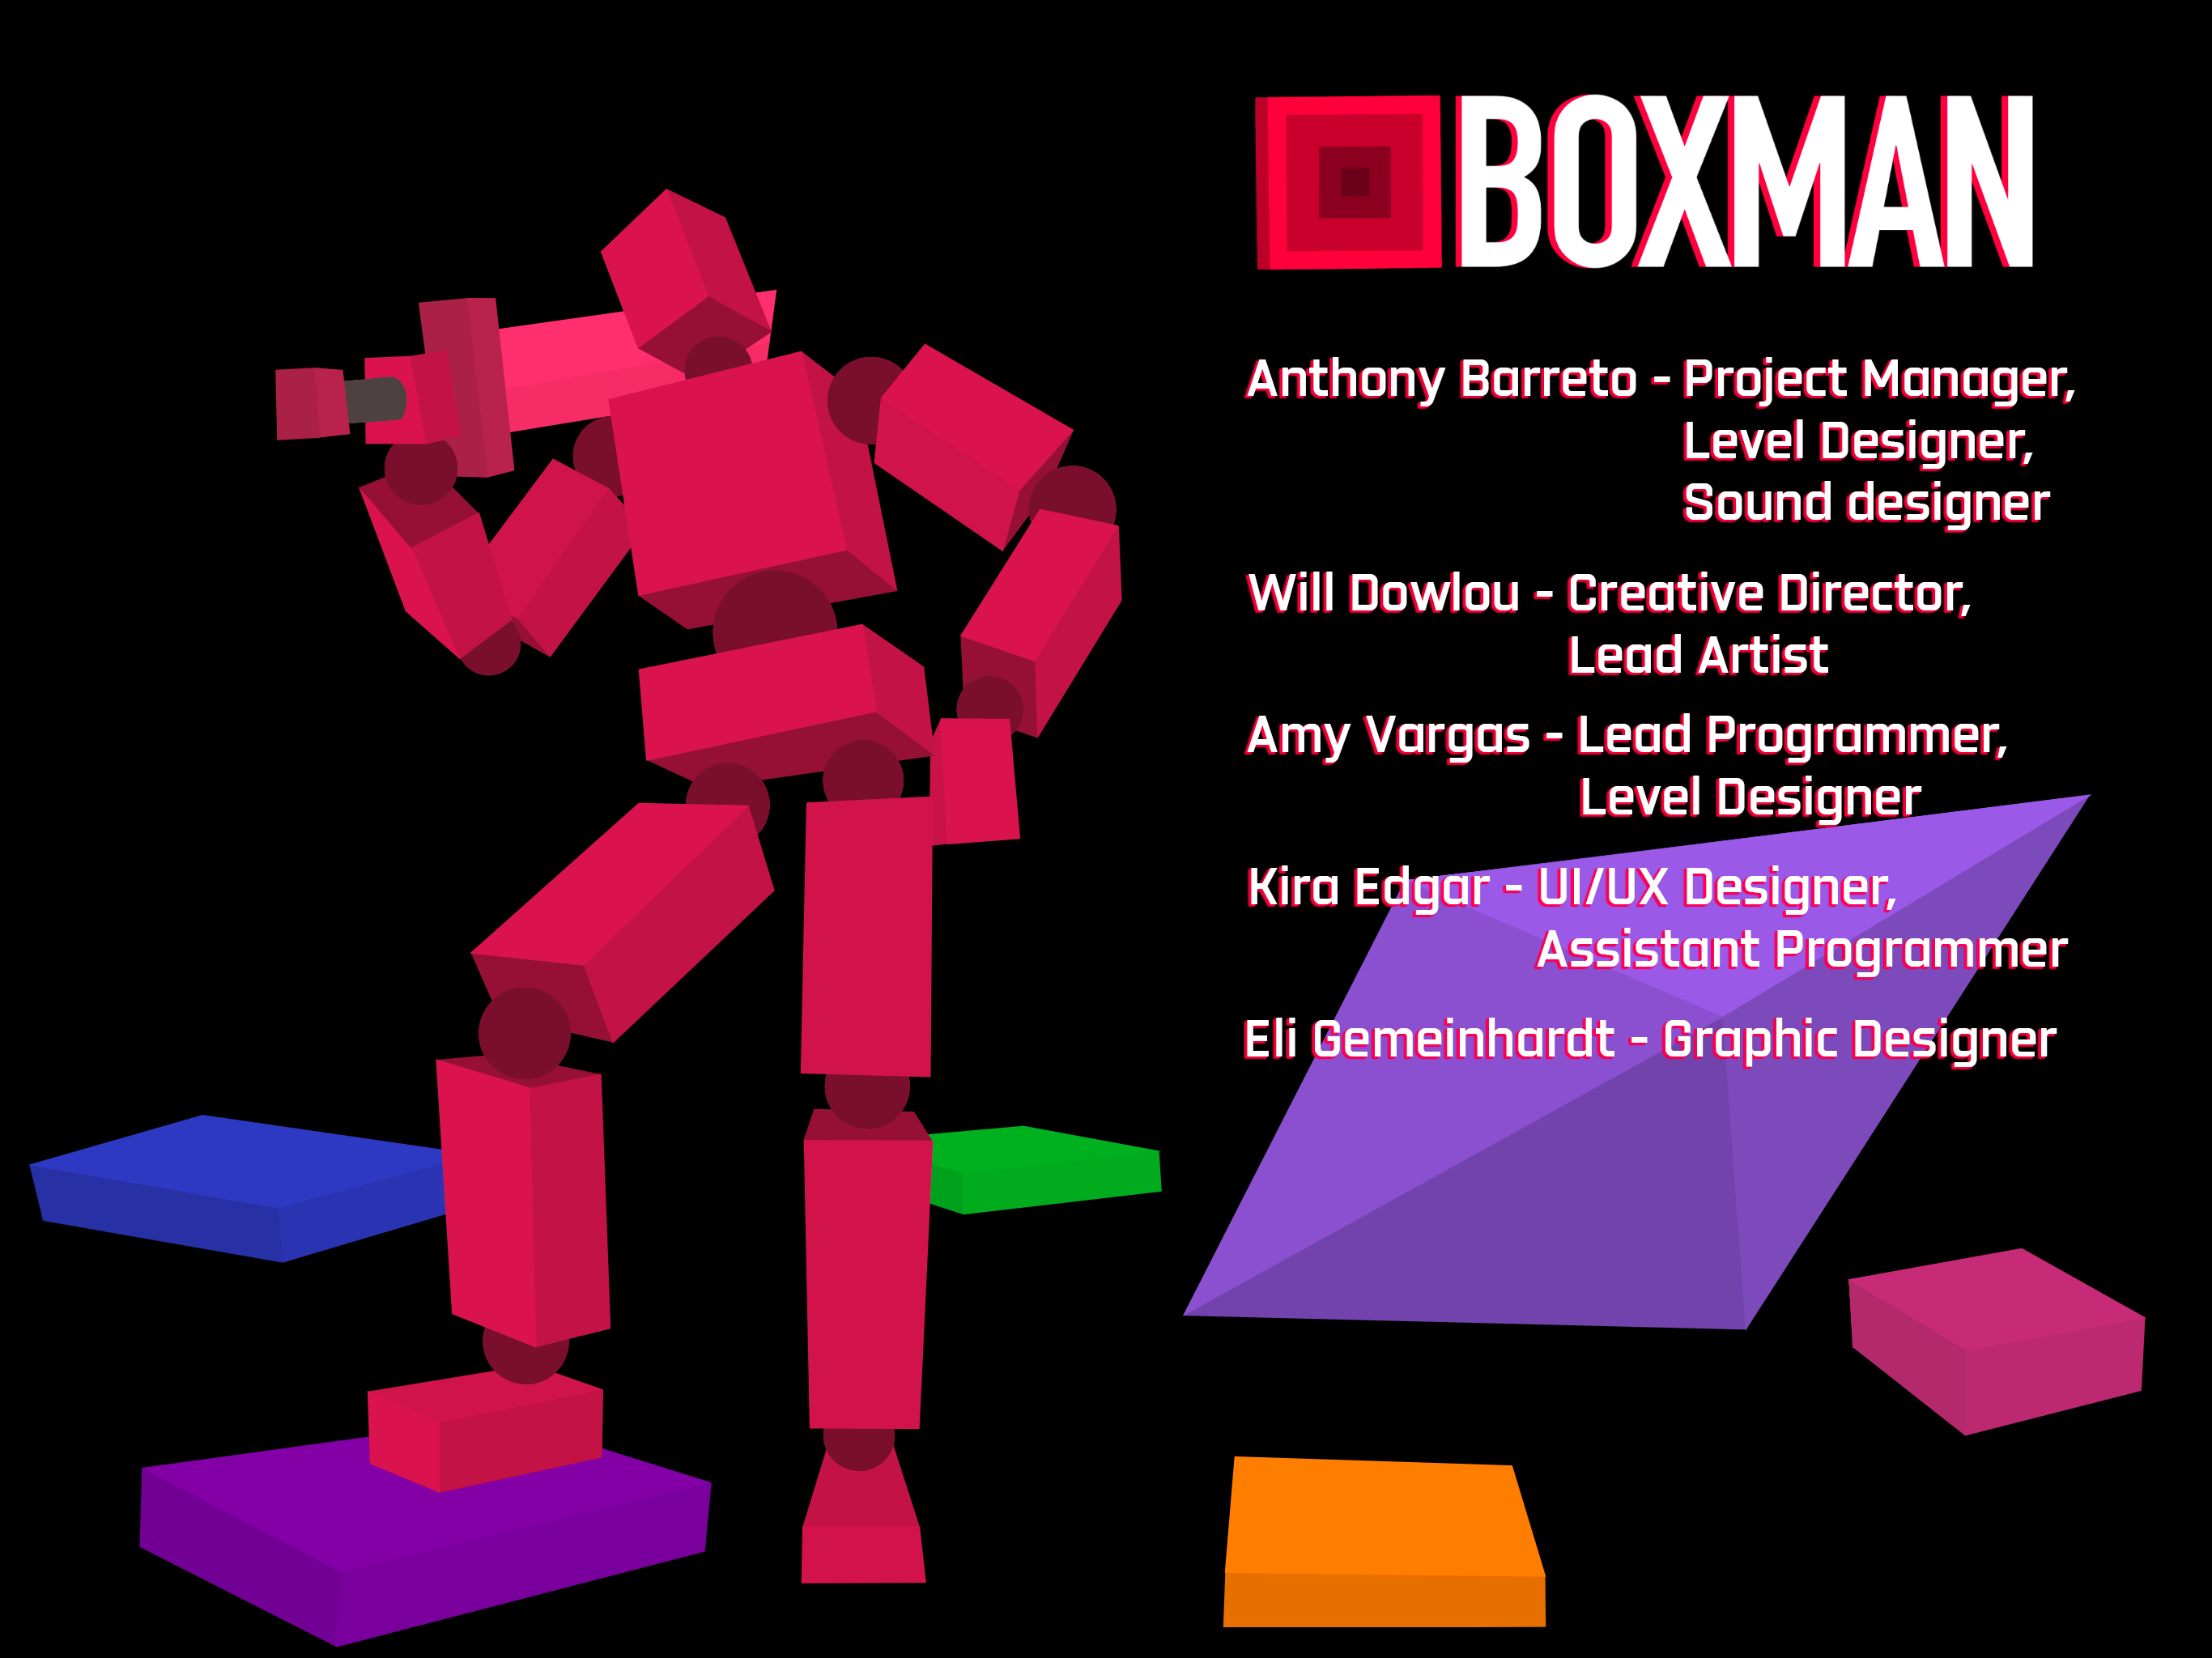 BOXMAN
Anthony Barreto - Project Manager,
Level Designer,
Sound designer
Will Dowlou - Creative Director,
Lead Artist
Amy Vargas - Lead Programmer,
Level Designer
Kira Edgar - UI/UX Designer,
Assistant Programmer
Eli Gemeinhardt - Graphic Designer